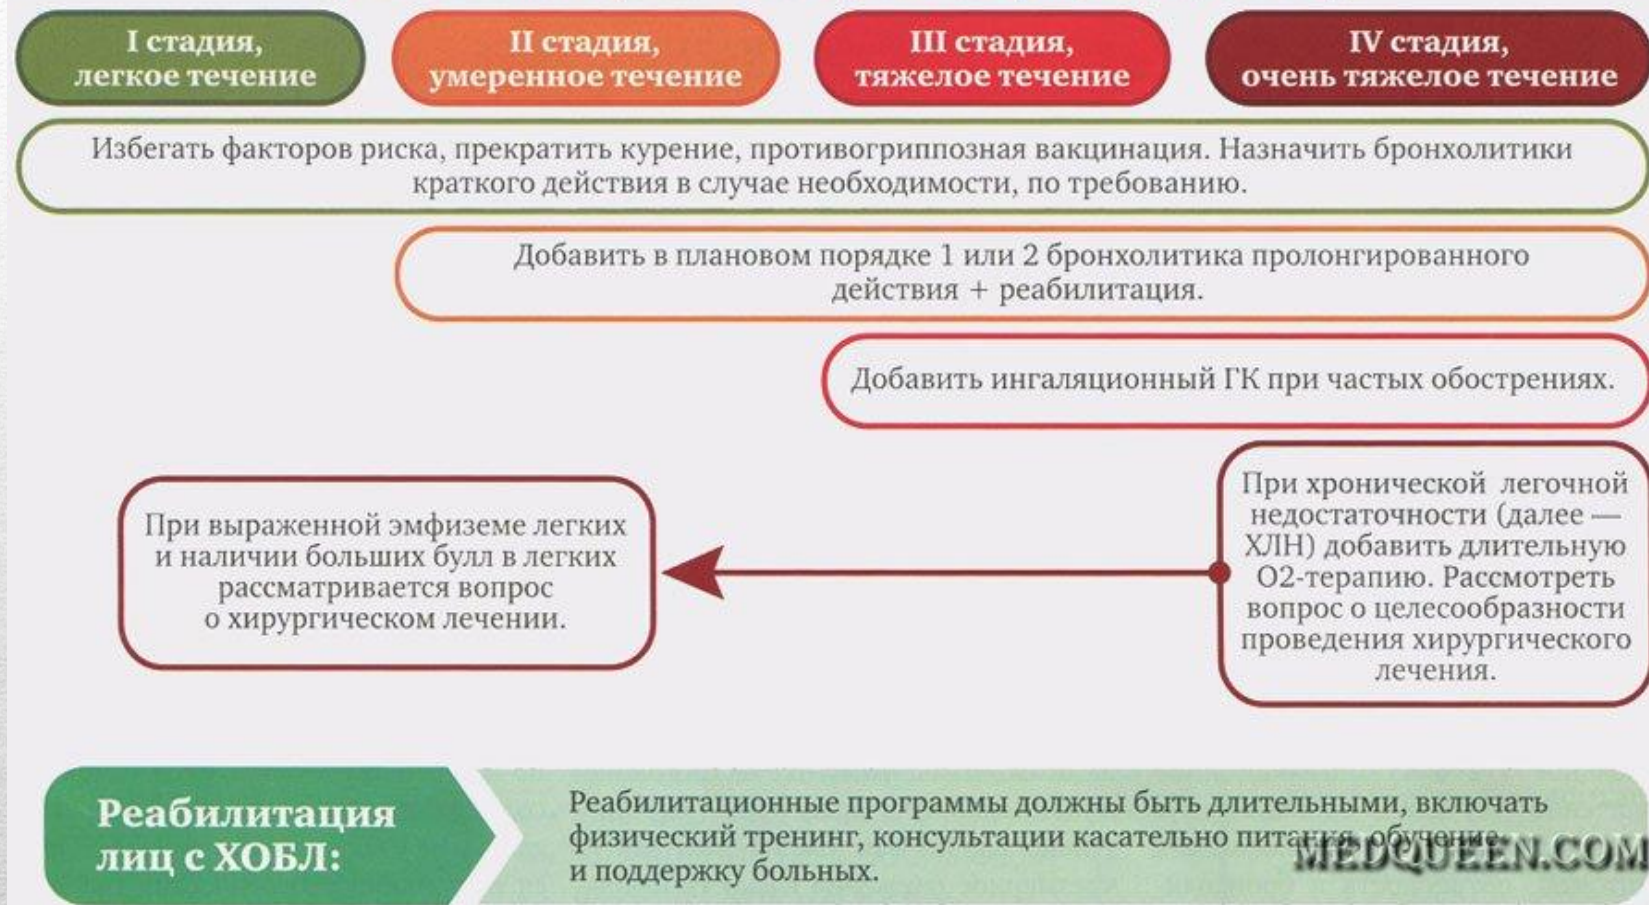 I стадия,
легкое течение
II стадия,
умеренное течение
III стадия,
тяжелое течение
IV стадия,
очень тяжелое течение
Избегать факторов риска, прекратить курение, противогриппозная вакцинация. Назначить бронхолитики
краткого действия в случае необходимости, по требованию.
Добавить в плановом порядке 1 или 2 бронхолитика пролонгированного
действия + реабилитация.
Добавить ингаляционный ГК при частых обострениях.
При хронической легочной
недостаточности (далее —
ХЛН) добавить длительную
О2-терапию. Рассмотреть
вопрос о целесообразности
проведения хирургического
лечения.
При выраженной эмфиземе легких
и наличии больших булл в легких
рассматривается вопрос
о хирургическом лечении.
Реабилитация
лиц с ХОБЛ:
Реабилитационные программы должны быть длительными, включать
физический тренинг, консультации касательно питания, обучение
и поддержку больных.
MEDQUEEN.COM